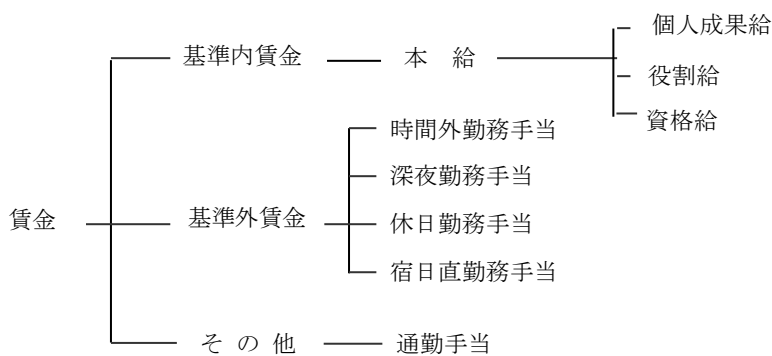 賃金
基準内賃金
本 給
個人成果給
役割給
資格給
基準外賃金
時間外勤務手当
深夜勤務手当
休日勤務手当
宿日直勤務手当
そ の 他
通勤手当